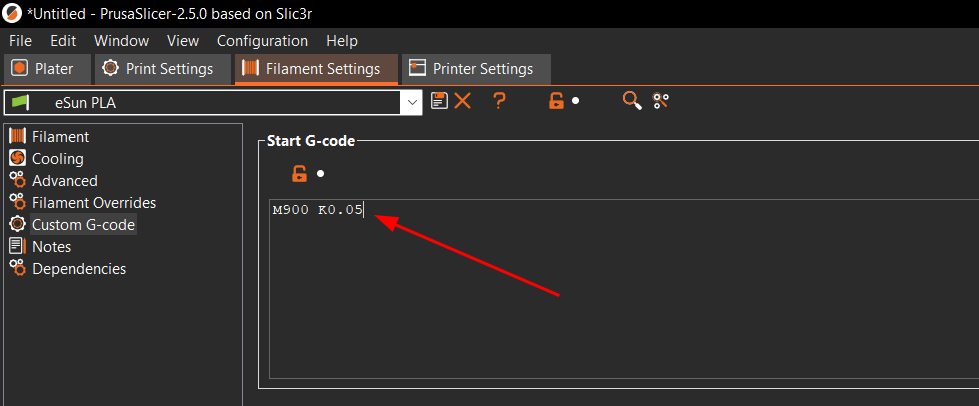 *Untitled - PrusaSlicer-2.5.0 based on Slic3r
File Edit Window View Configuration Help
Plater Print Settings Filament Settings Printer Settings
eSun PLA ?
Filament
Cooling
Advanced
Filament Overrides
Custom G-code
Notes
Dependencies
Start G-code
M900 K0.05